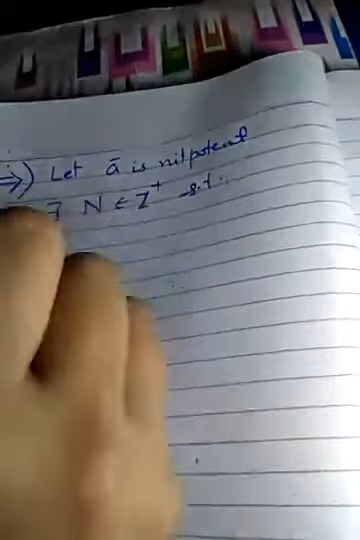 ⇒) Let ā is nilpotent
∃ N ∈ Z⁺ s.t.